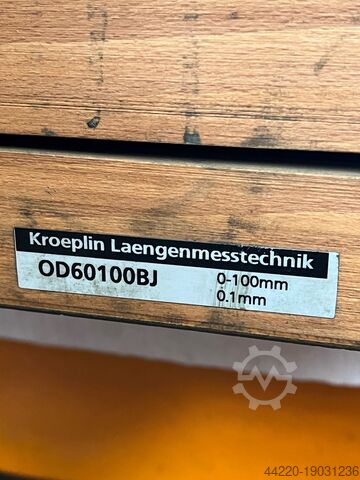 Kroeplin Laengenmesstechnik
OD60100BJ
0-100mm
0.1mm
44220-19031236